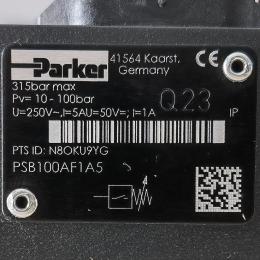 Parker
41564 Kaarst,
Germany
CE
315bar max
Pv= 10 - 100bar
U=250V~,I=5AU=50V=; I=1A
Q23
IP
PTS ID: N8OKU9YG
PSB100AF1A5